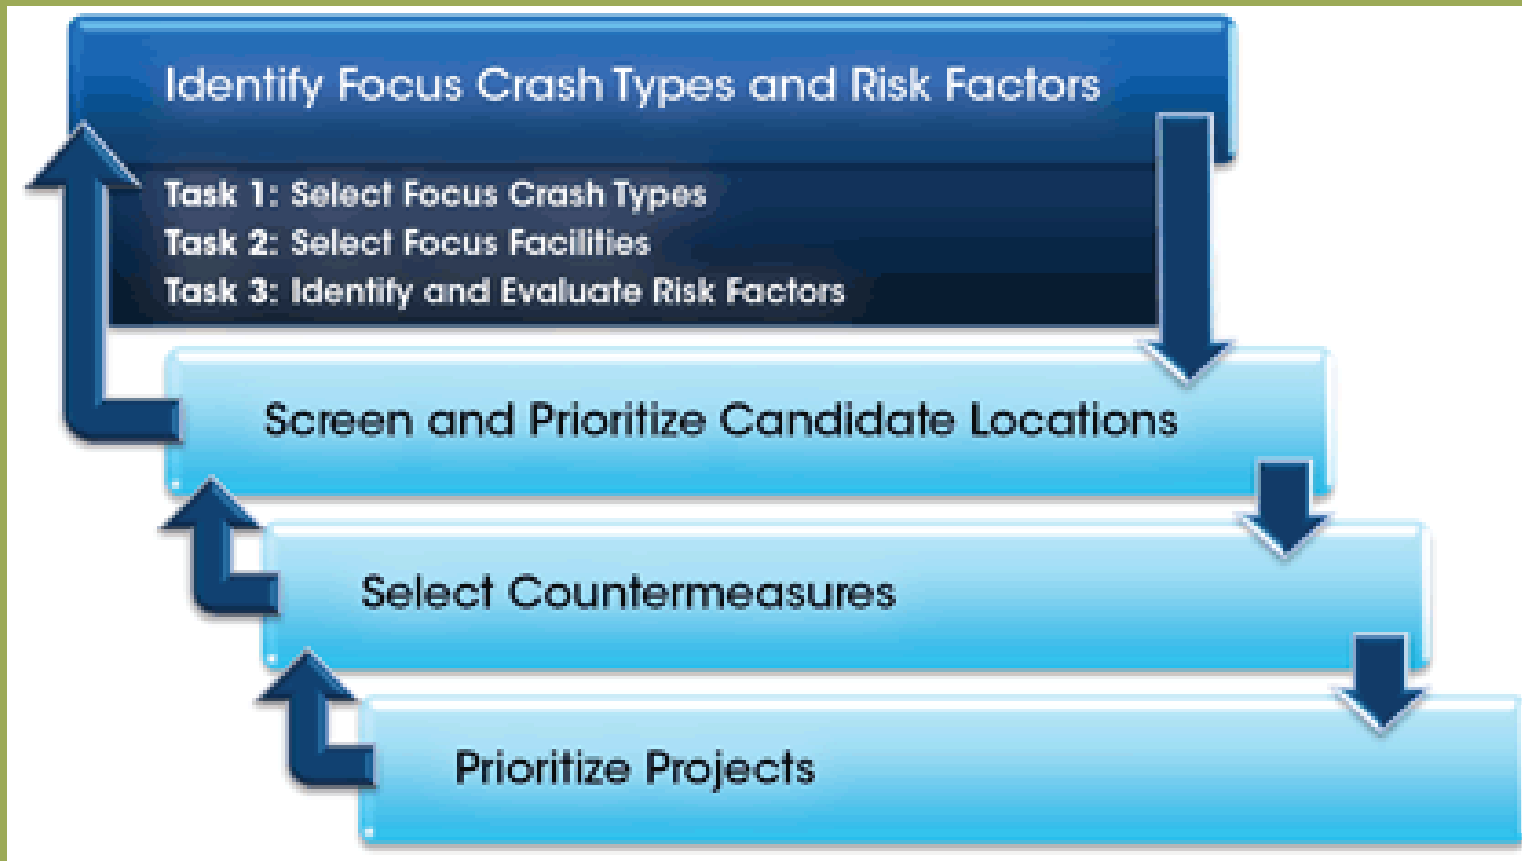 Identify Focus Crash Types and Risk Factors
Task 1: Select Focus Crash Types
Task 2: Select Focus Facilities
Task 3: Identify and Evaluate Risk Factors
Screen and Prioritize Candidate Locations
Select Countermeasures
Prioritize Projects